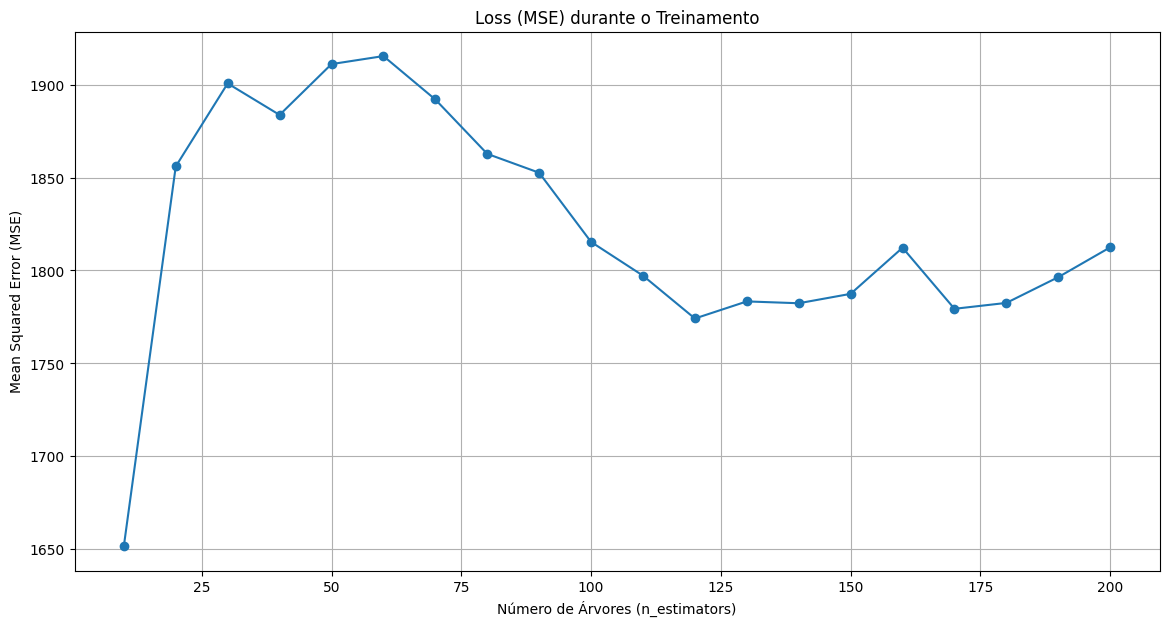 Loss (MSE) durante o Treinamento
Mean Squared Error (MSE)
1900
1850
1800
1750
1700
1650
25 50 75 100 125 150 175 200
Número de Árvores (n_estimators)